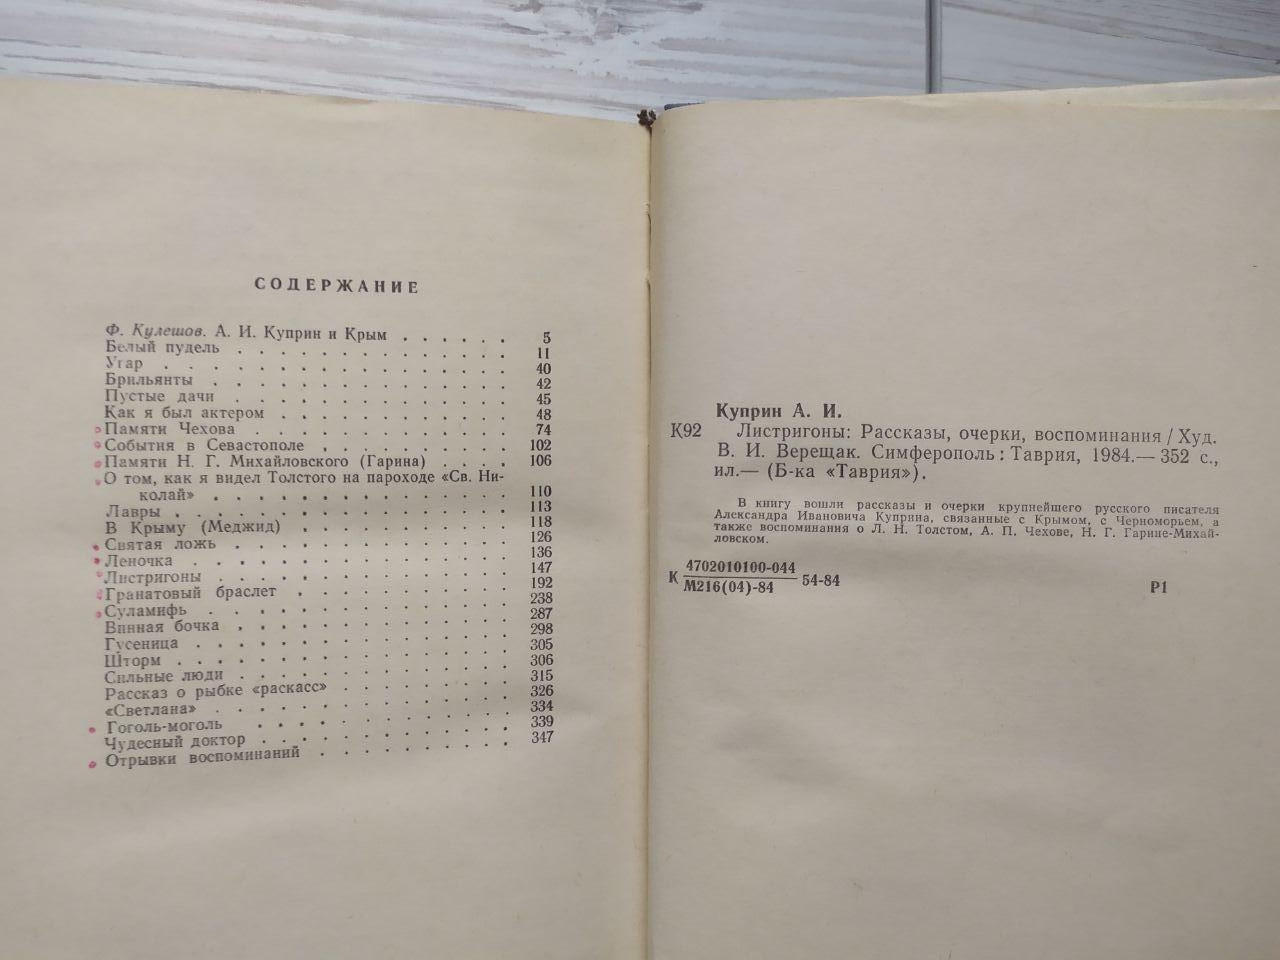 СОДЕРЖАНИЕ
Ф. Кулешов. А. И. Куприн и Крым . . . . . . 5
Белый пудель . . . . . . . . . . . . . . 11
Угар . . . . . . . . . . . . . . . . . . 40
Брильянты . . . . . . . . . . . . . . . 42
Пустые дачи . . . . . . . . . . . . . . 45
Как я был актером . . . . . . . . . . . 48
Памяти Чехова . . . . . . . . . . . . . 74
События в Севастополе . . . . . . . . . 102
Памяти Н. Г. Михайловского (Гарина) . . . . 106
О том, как я видел Толстого на пароходе «Св. Ни-
колай» . . . . . . . . . . . . . . . 110
Лавры . . . . . . . . . . . . . . . . . 113
В Крыму (Меджид) . . . . . . . . . . . 118
Святая ложь . . . . . . . . . . . . . . 126
Леночка . . . . . . . . . . . . . . . . 136
Листригоны . . . . . . . . . . . . . . . 147
Гранатовый браслет . . . . . . . . . . . 192
Суламифь . . . . . . . . . . . . . . . 238
Винная бочка . . . . . . . . . . . . . . 287
Гусеница . . . . . . . . . . . . . . . . 298
Шторм . . . . . . . . . . . . . . . . . 305
Сильные люди . . . . . . . . . . . . . . 306
Рассказ о рыбке «раскасс» . . . . . . . . 315
«Светлана» . . . . . . . . . . . . . . . 326
Гоголь-моголь . . . . . . . . . . . . . 334
Чудесный доктор . . . . . . . . . . . . 339
Отрывки воспоминаний . . . . . . . . . . 347
Куприн А. И.
К92 Листригоны: Рассказы, очерки, воспоминания / Худ.
В. И. Верещак. Симферополь : Таврия, 1984.— 352 с.,
ил.— (Б-ка «Таврия»).
В книгу вошли рассказы и очерки крупнейшего русского писателя
Александра Ивановича Куприна, связанные с Крымом, с Черноморьем, а
также воспоминания о Л. Н. Толстом, А. П. Чехове, Н. Г. Гарине-Михай-
ловском.
4702010100-044
К 54-84 Р1
М216(04)-84